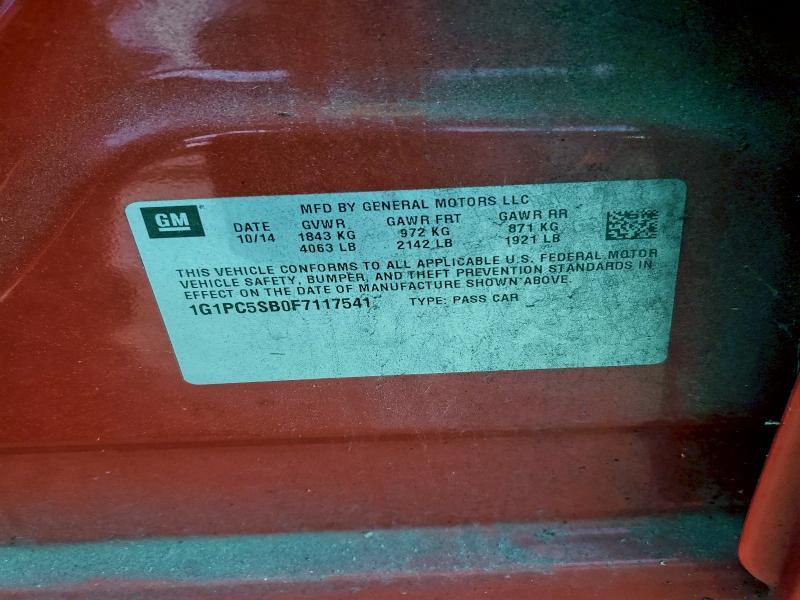 GM
MFD BY GENERAL MOTORS LLC
DATE GVWR GAWR FRT GAWR RR
10/14 1843 KG 972 KG 871 KG
4063 LB 2142 LB 1921 LB
THIS VEHICLE CONFORMS TO ALL APPLICABLE U.S. FEDERAL MOTOR
VEHICLE SAFETY, BUMPER, AND THEFT PREVENTION STANDARDS IN
EFFECT ON THE DATE OF MANUFACTURE SHOWN ABOVE.
1G1PC5SB0F7117541 TYPE: PASS CAR